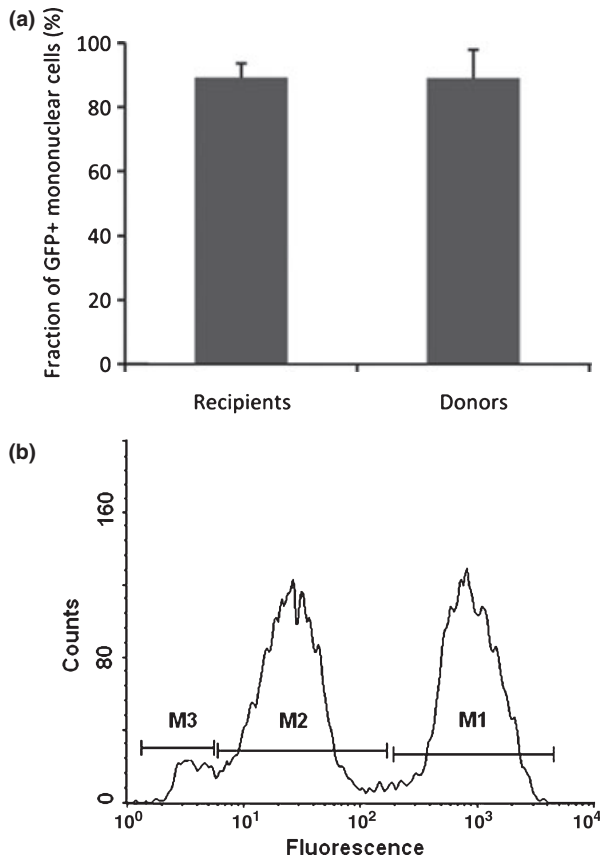 (a)
Fraction of GFP+ mononuclear cells (%)
100
80
60
40
20
0
Recipients Donors
(b)
Counts
160
80
0
M3 M2 M1
10⁰ 10¹ 10² 10³ 10⁴
Fluorescence